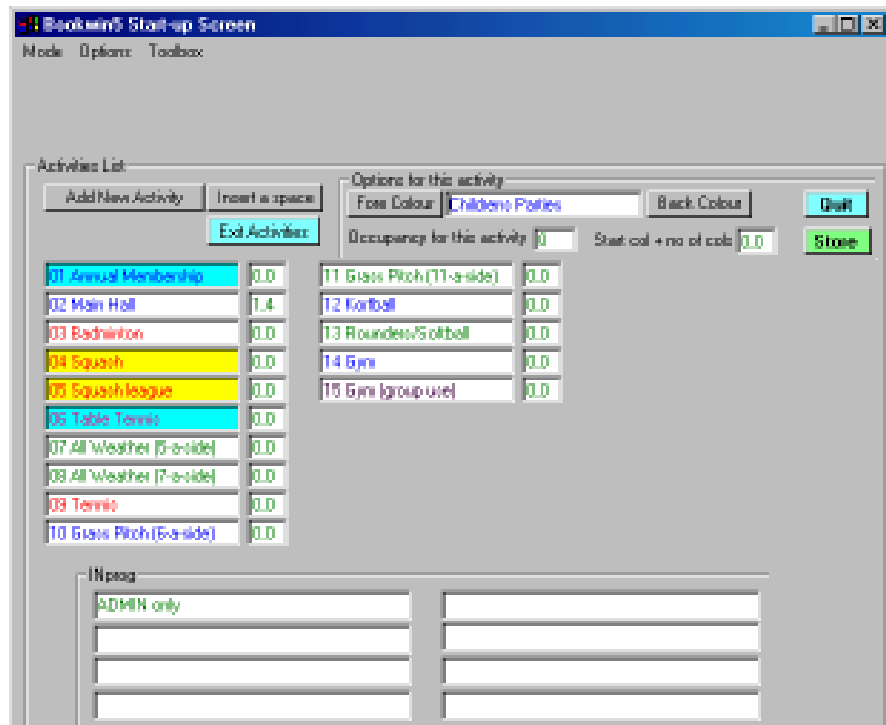 Bookwin5 Start-up Screen
Mode Options Toolbox
Activities List
Add New Activity Insert a space
Exit Activities
Options for this activity
Fore Colour Childrens Parties Back Colour
Occupancy for this activity 0 Start col + no of cols 0.0
Quit
Store
01 Annual Membership 0.0
02 Main Hall 1.4
03 Badminton 0.0
04 Squash 0.0
05 Squash league 0.0
06 Table Tennis 0.0
07 All Weather (5-a-side) 0.0
08 All Weather (7-a-side) 0.0
09 Tennis 0.0
10 Grass Pitch (6-a-side) 0.0
11 Grass Pitch (11-a-side) 0.0
12 Korfball 0.0
13 Rounders/Softball 0.0
14 Gym 0.0
15 Gym (group use) 0.0
INprog
ADMIN only